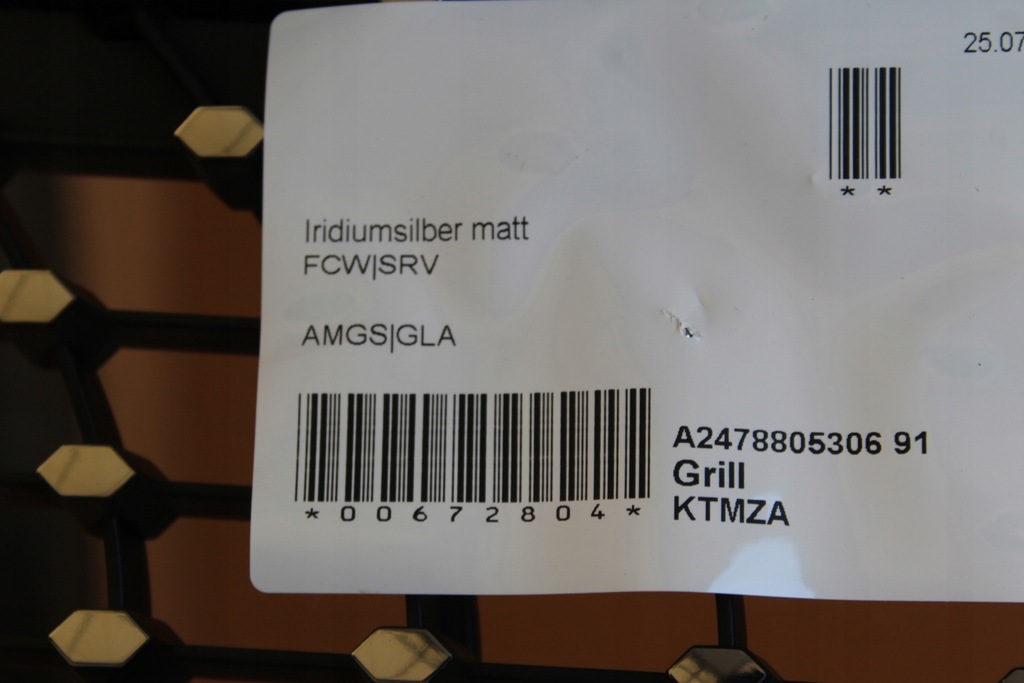 25.07
* *
Iridiumsilber matt
FCW|SRV
AMGS|GLA
*00672804*
A2478805306 91
Grill
KTMZA